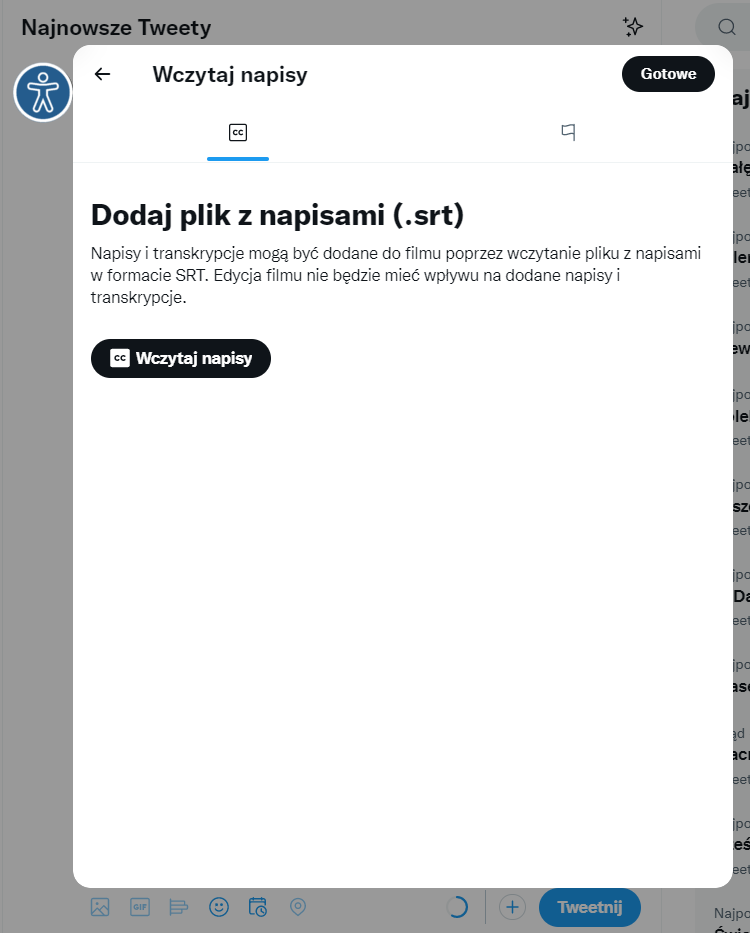 Najnowsze Tweety
Wczytaj napisy
Gotowe
CC
Dodaj plik z napisami (.srt)
Napisy i transkrypcje mogą być dodane do filmu poprzez wczytanie pliku z napisami
w formacie SRT. Edycja filmu nie będzie mieć wpływu na dodane napisy i
transkrypcje.
CC Wczytaj napisy
GIF
Tweetnij